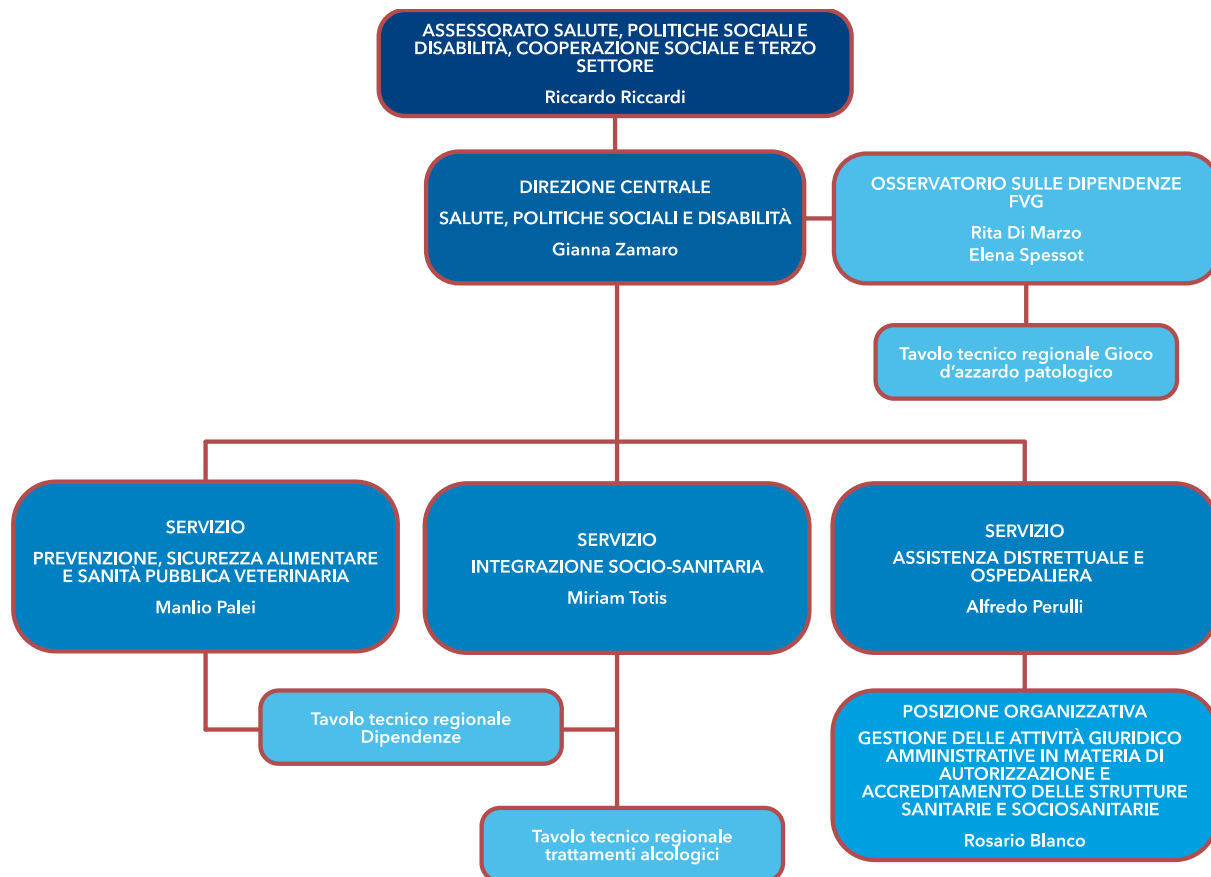 ASSESSORATO SALUTE, POLITICHE SOCIALI E
DISABILITÀ, COOPERAZIONE SOCIALE E TERZO
SETTORE
Riccardo Riccardi
DIREZIONE CENTRALE
SALUTE, POLITICHE SOCIALI E DISABILITÀ
Gianna Zamaro
OSSERVATORIO SULLE DIPENDENZE
FVG
Rita Di Marzo
Elena Spessot
Tavolo tecnico regionale Gioco
d'azzardo patologico
SERVIZIO
PREVENZIONE, SICUREZZA ALIMENTARE
E SANITÀ PUBBLICA VETERINARIA
Manlio Palei
SERVIZIO
INTEGRAZIONE SOCIO-SANITARIA
Miriam Totis
SERVIZIO
ASSISTENZA DISTRETTUALE E
OSPEDALIERA
Alfredo Perulli
Tavolo tecnico regionale
Dipendenze
Tavolo tecnico regionale
trattamenti alcologici
POSIZIONE ORGANIZZATIVA
GESTIONE DELLE ATTIVITÀ GIURIDICO
AMMINISTRATIVE IN MATERIA DI
AUTORIZZAZIONE E
ACCREDITAMENTO DELLE STRUTTURE
SANITARIE E SOCIOSANITARIE
Rosario Blanco